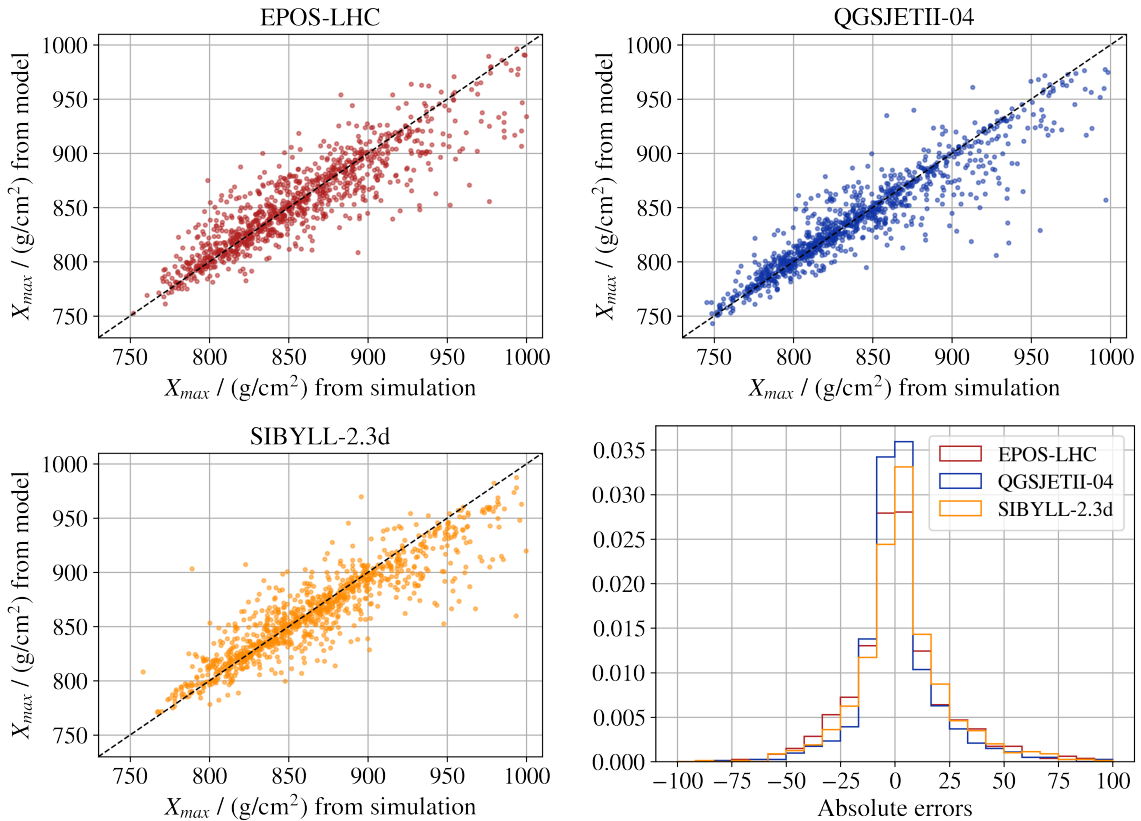 EPOS-LHC
1000
950
900
850
800
750
X_max / (g/cm²) from model
750 800 850 900 950 1000
X_max / (g/cm²) from simulation
QGSJETII-04
1000
950
900
850
800
750
X_max / (g/cm²) from model
750 800 850 900 950 1000
X_max / (g/cm²) from simulation
SIBYLL-2.3d
1000
950
900
850
800
750
X_max / (g/cm²) from model
750 800 850 900 950 1000
X_max / (g/cm²) from simulation
0.035
0.030
0.025
0.020
0.015
0.010
0.005
0.000
EPOS-LHC
QGSJETII-04
SIBYLL-2.3d
−100 −75 −50 −25 0 25 50 75 100
Absolute errors